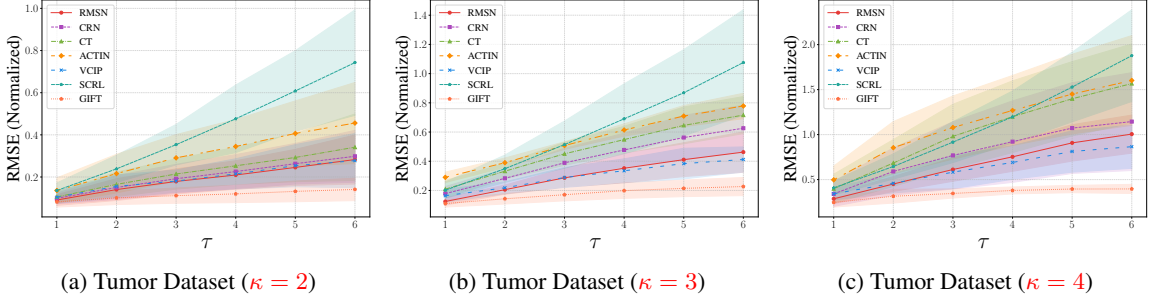 RMSE (Normalized)
1.0
0.8
0.6
0.4
0.2
RMSN
CRN
CT
ACTIN
VCIP
SCRL
GIFT
1 2 3 4 5 6
τ
(a) Tumor Dataset (κ = 2)
RMSE (Normalized)
1.4
1.2
1.0
0.8
0.6
0.4
0.2
RMSN
CRN
CT
ACTIN
VCIP
SCRL
GIFT
1 2 3 4 5 6
τ
(b) Tumor Dataset (κ = 3)
RMSE (Normalized)
2.0
1.5
1.0
0.5
RMSN
CRN
CT
ACTIN
VCIP
SCRL
GIFT
1 2 3 4 5 6
τ
(c) Tumor Dataset (κ = 4)